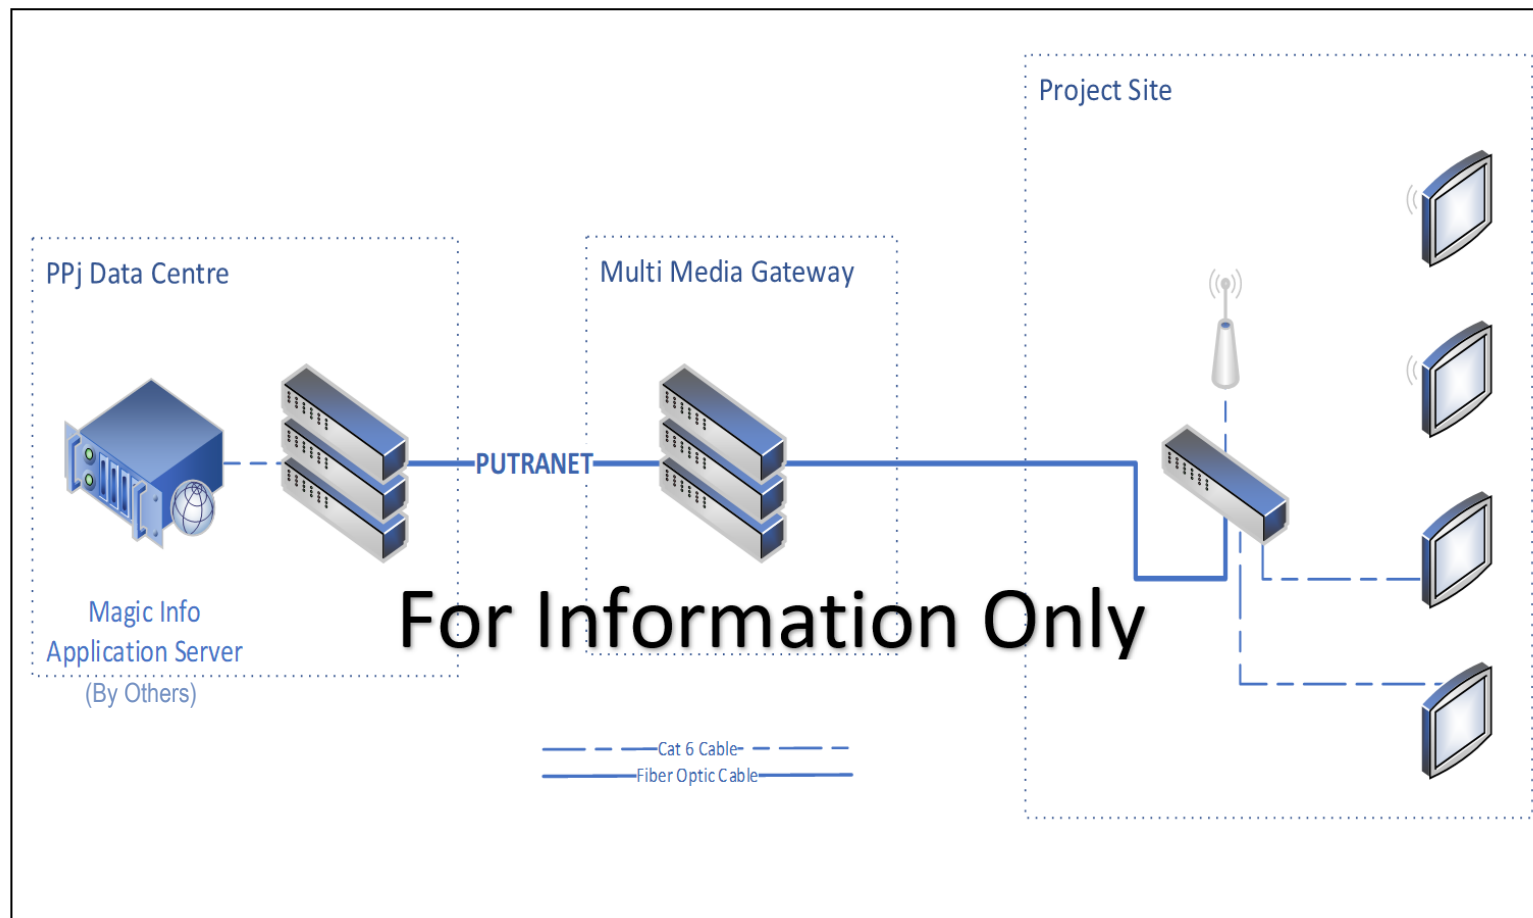 Project Site
PPj Data Centre
Multi Media Gateway
PUTRANET
Magic Info
Application Server
(By Others)
For Information Only
Cat 6 Cable
Fiber Optic Cable